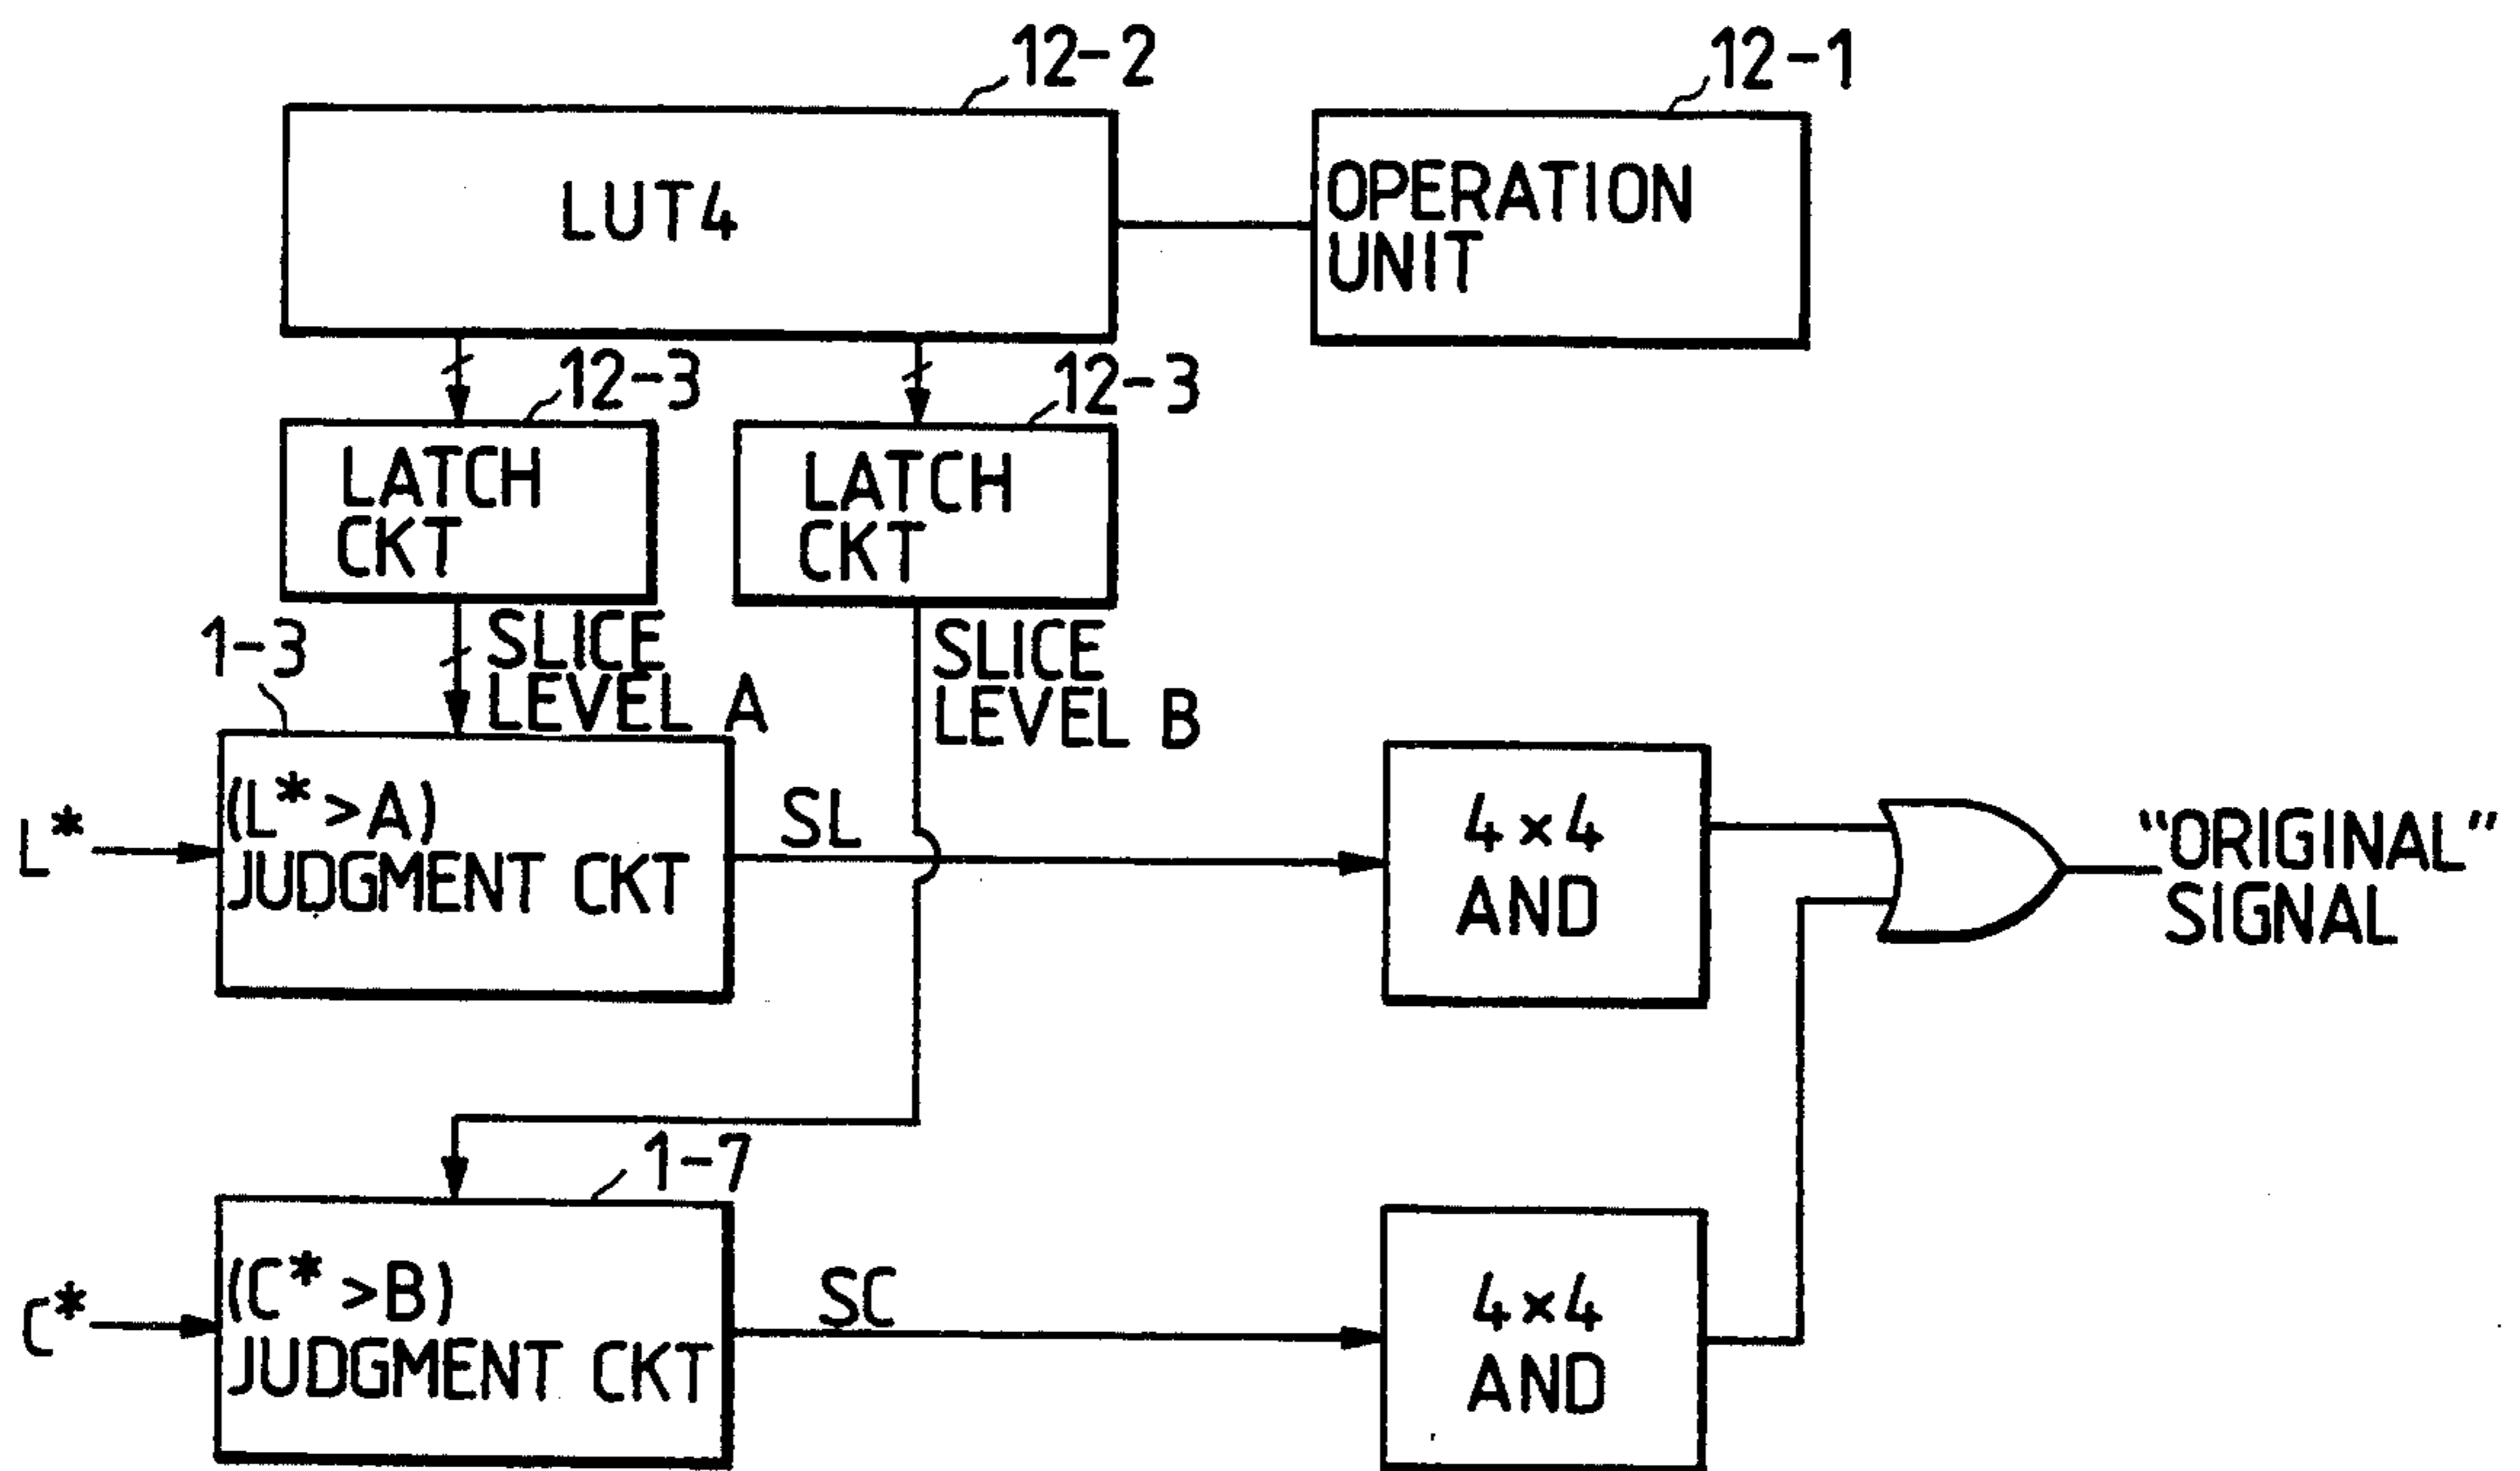 12-2
12-1
LUT4
OPERATION
UNIT
12-3
12-3
LATCH
CKT
LATCH
CKT
1-3
SLICE
LEVEL A
SLICE
LEVEL B
L*
(L*>A)
JUDGMENT CKT
SL
4×4
AND
"ORIGINAL"
SIGNAL
1-7
C*
(C*>B)
JUDGMENT CKT
SC
4×4
AND